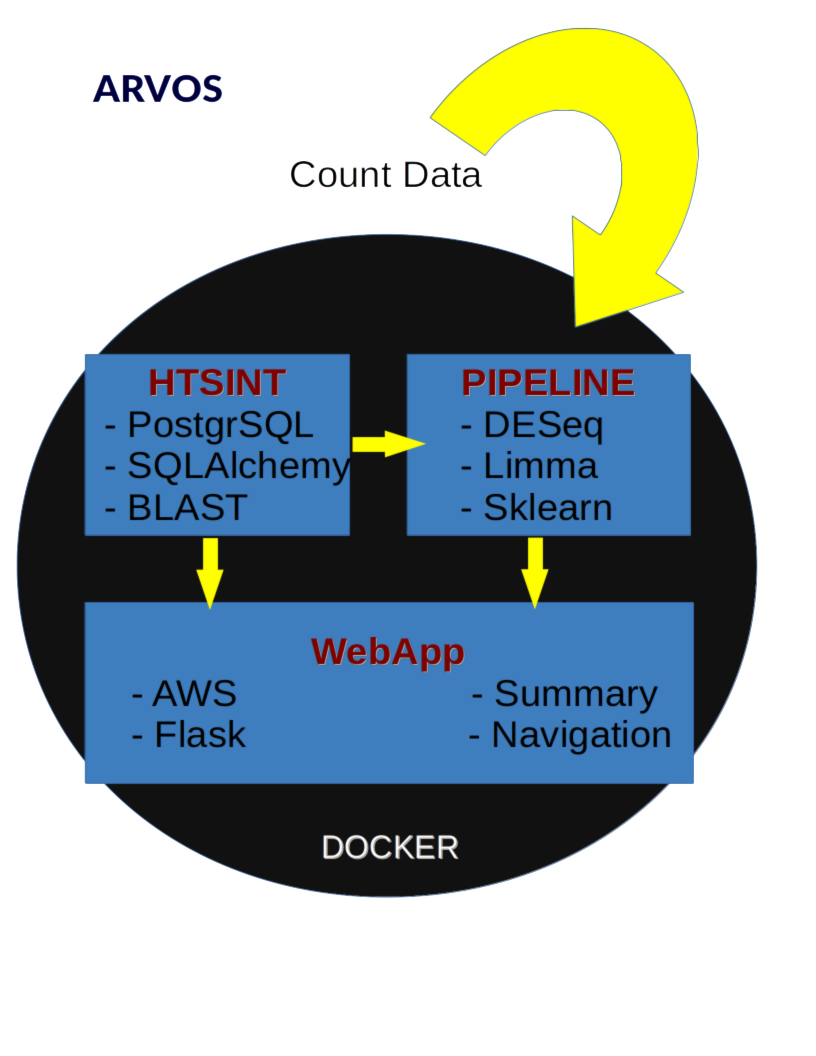 ARVOS
Count Data
HTSINT
- PostgrSQL
- SQLAlchemy
- BLAST
PIPELINE
- DESeq
- Limma
- Sklearn
WebApp
- AWS
- Flask
- Summary
- Navigation
DOCKER